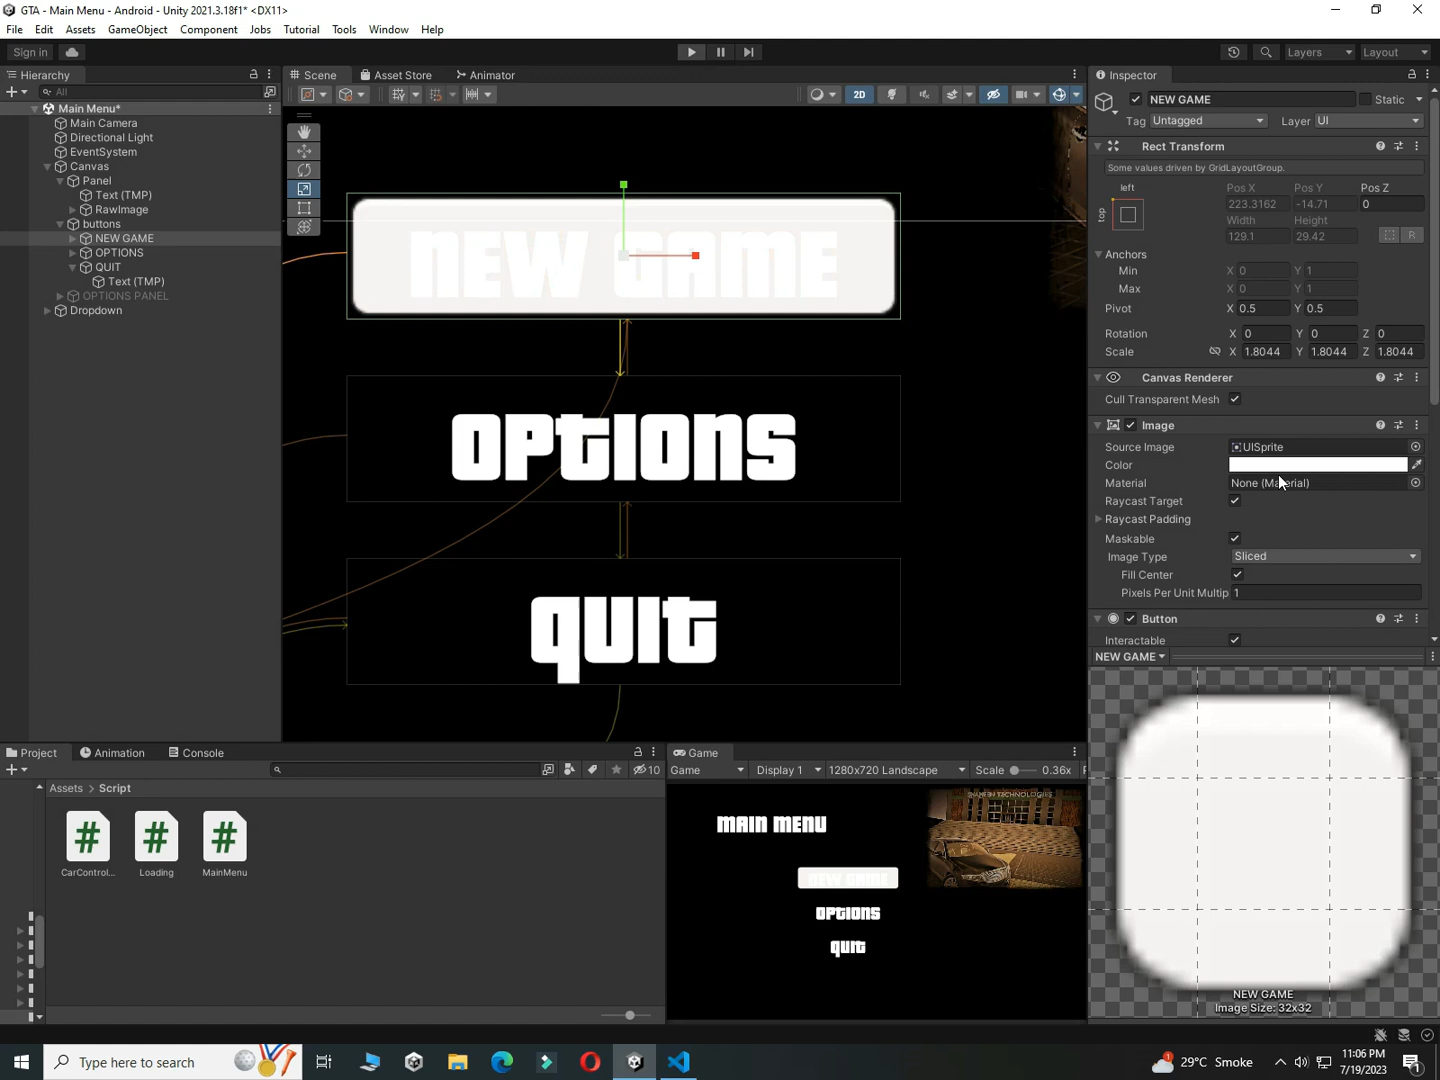 GTA - Main Menu - Android - Unity 2021.3.18f1* <DX11>
File Edit Assets GameObject Component Jobs Tutorial Tools Window Help
Sign in
Layers
Layout
Hierarchy
All
Main Menu*
Main Camera
Directional Light
EventSystem
Canvas
Panel
Text (TMP)
RawImage
buttons
NEW GAME
OPTIONS
QUIT
Text (TMP)
OPTIONS PANEL
Dropdown
Scene
Asset Store
Animator
2D
NEW GAME
OPtIONS
quIt
Inspector
NEW GAME
Static
Tag Untagged
Layer UI
Rect Transform
Some values driven by GridLayoutGroup.
left
top
Pos X Pos Y Pos Z
223.3162 -14.71 0
Width Height
129.1 29.42
R
Anchors
Min X 0 Y 1
Max X 0 Y 1
Pivot X 0.5 Y 0.5
Rotation X 0 Y 0 Z 0
Scale X 1.8044 Y 1.8044 Z 1.8044
Canvas Renderer
Cull Transparent Mesh
Image
Source Image UISprite
Color
Material None (Material)
Raycast Target
Raycast Padding
Maskable
Image Type Sliced
Fill Center
Pixels Per Unit Multip 1
Button
Interactable
NEW GAME
NEW GAME
Image Size: 32x32
Project
Animation
Console
10
Assets > Script
CarControl...
Loading
MainMenu
Game
Game
Display 1
1280x720 Landscape
Scale
0.36x
MAIN MENU
SHAHEEN TECHNOLOGIES
NEW GAME
OPtIONS
quIt
Type here to search
29°C Smoke
11:06 PM
7/19/2023
1